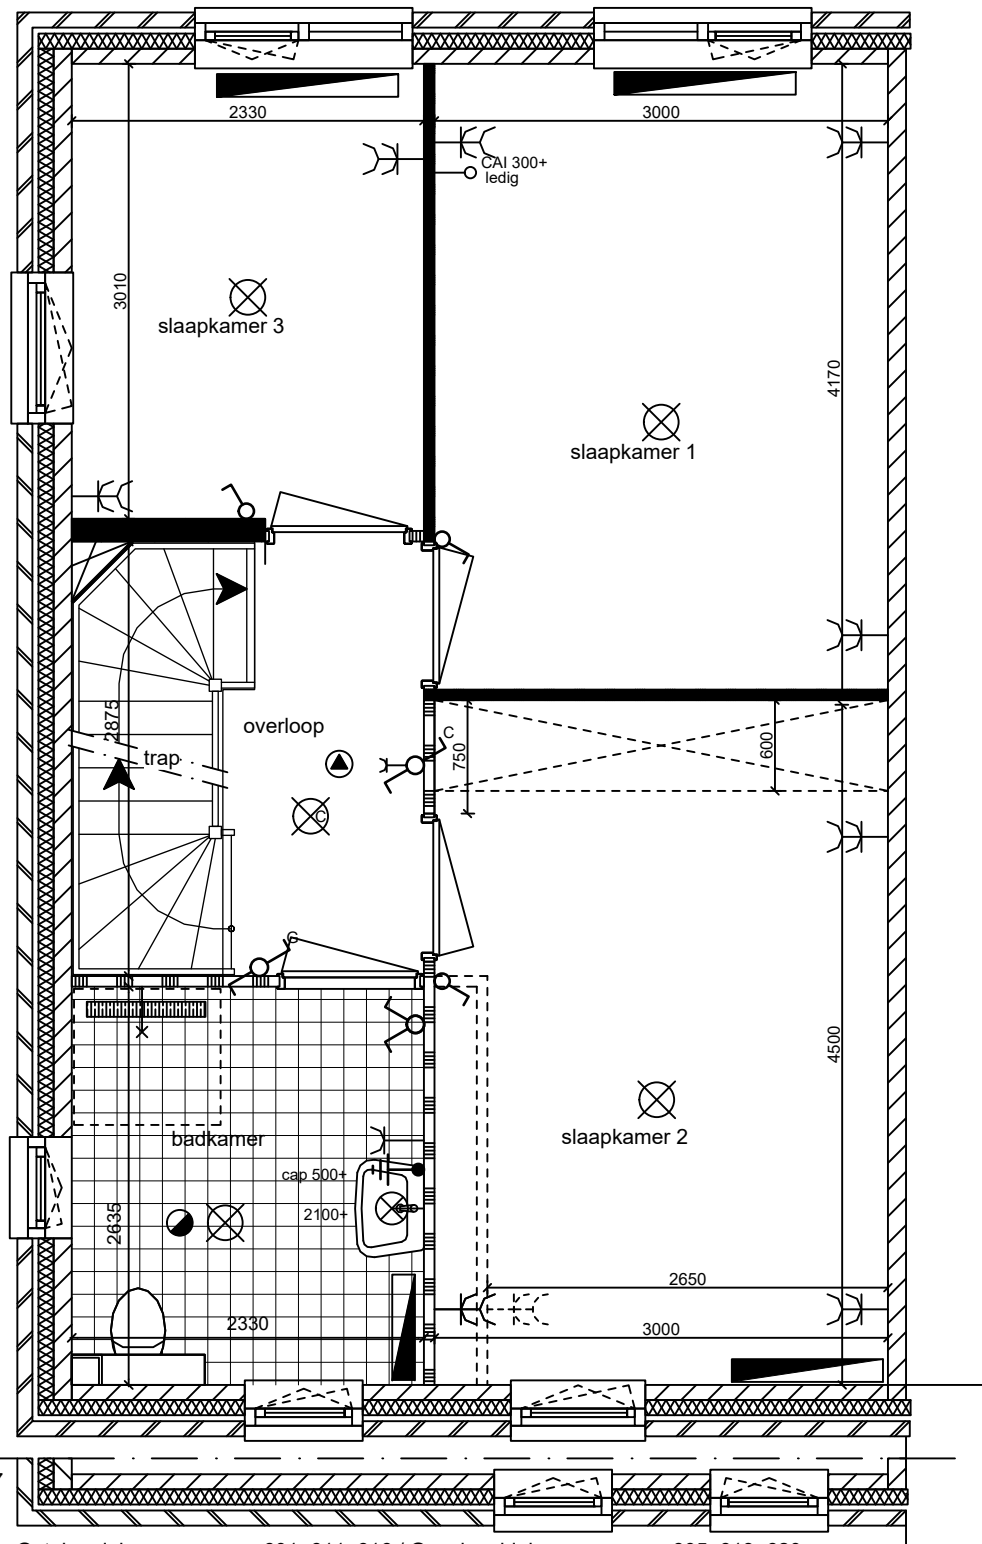 2330
3000
CAI 300+
ledig
3010
slaapkamer 3
4170
slaapkamer 1
2875
overloop
C
750
600
trap
C
C
4500
badkamer
slaapkamer 2
cap 500+
2635
2100+
2650
2330
3000